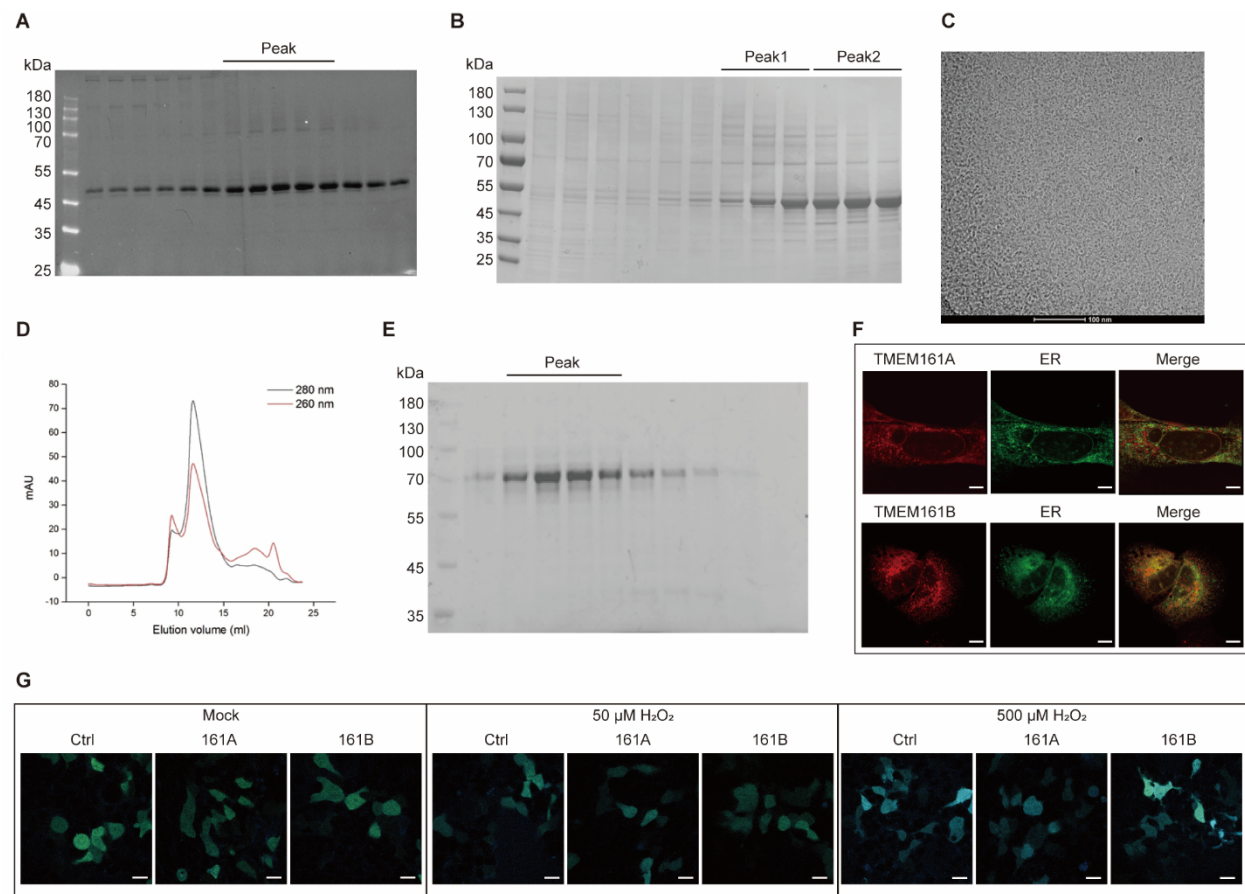 A
Peak
kDa
180
130
100
70
55
45
35
25
B
Peak1 Peak2
kDa
180
130
100
70
55
45
35
25
C
100 nm
D
80
70
60
50
40
30
20
10
0
-10
mAU
280 nm
260 nm
0 5 10 15 20 25
Elution volume (ml)
E
Peak
kDa
180
130
100
70
55
45
35
F
TMEM161A ER Merge
TMEM161B ER Merge
G
Mock 50 µM H₂O₂ 500 µM H₂O₂
Ctrl 161A 161B Ctrl 161A 161B Ctrl 161A 161B